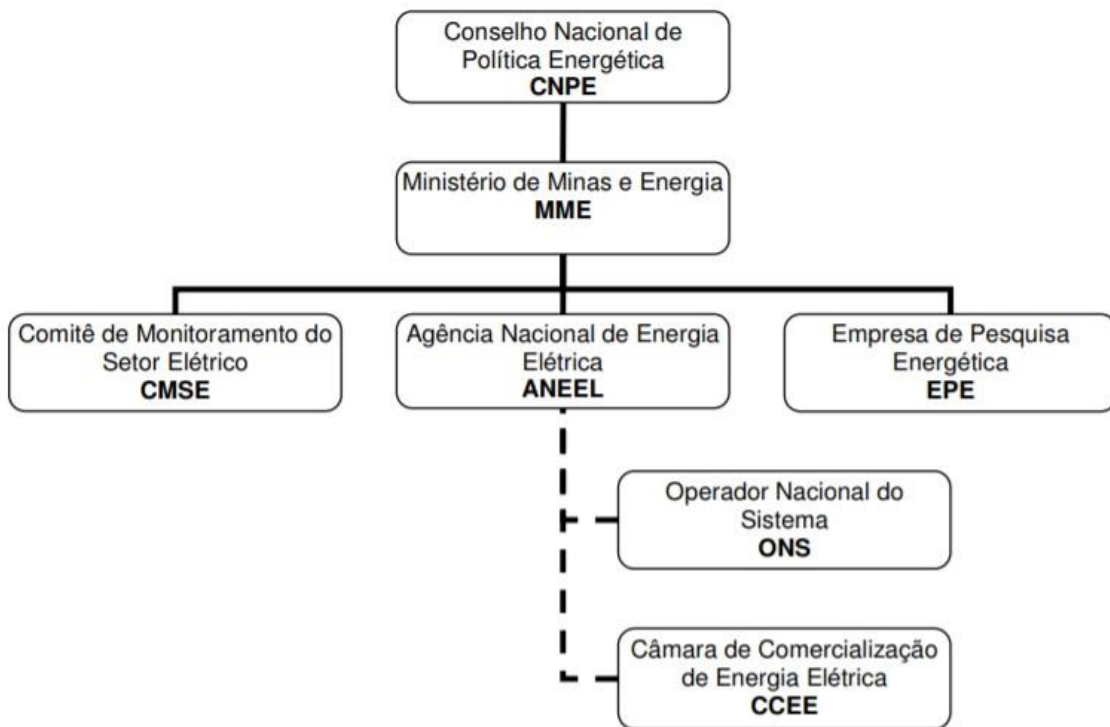 Conselho Nacional de
Política Energética
CNPE
Ministério de Minas e Energia
MME
Comitê de Monitoramento do
Setor Elétrico
CMSE
Agência Nacional de Energia
Elétrica
ANEEL
Empresa de Pesquisa
Energética
EPE
Operador Nacional do
Sistema
ONS
Câmara de Comercialização
de Energia Elétrica
CCEE